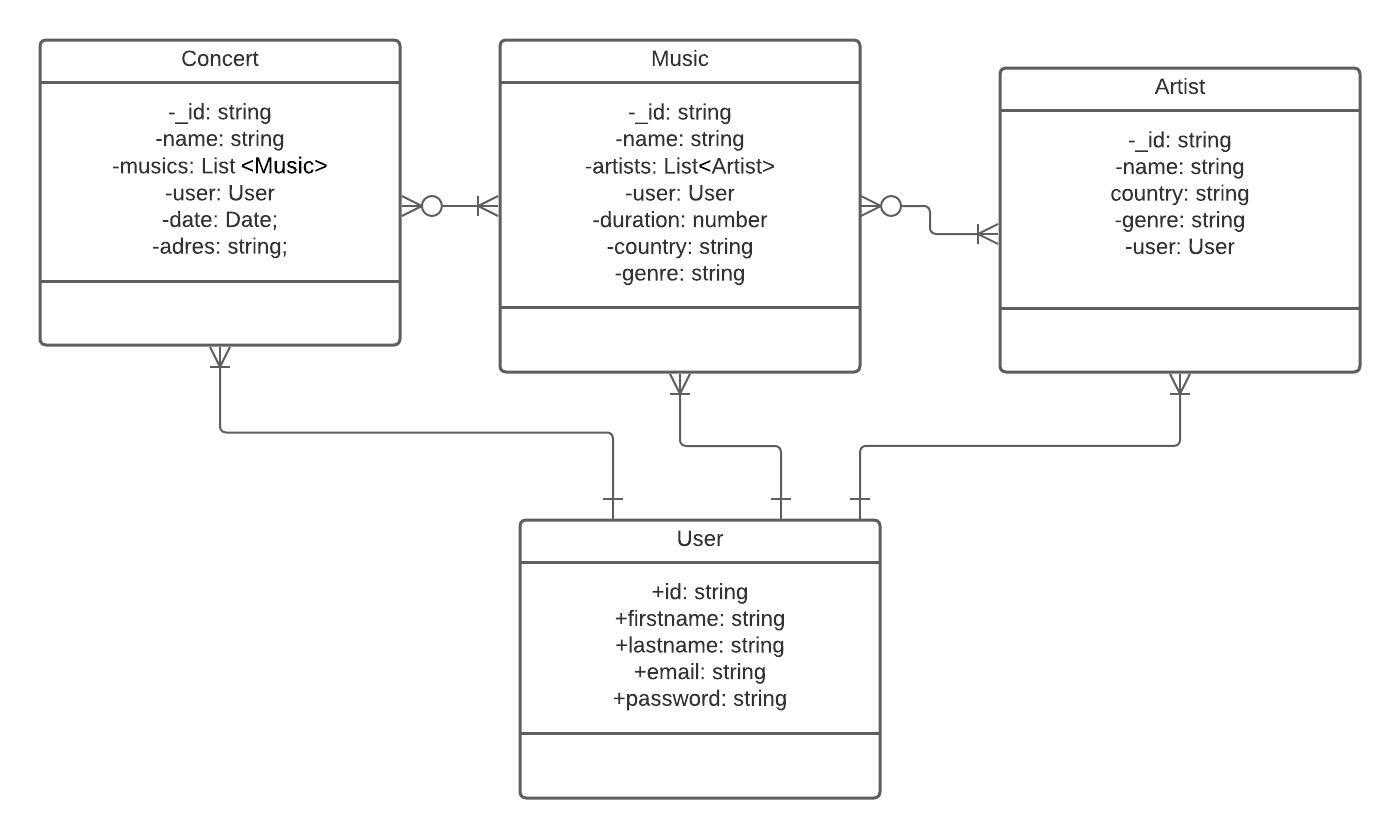 Concert
-_id: string
-name: string
-musics: List <Music>
-user: User
-date: Date;
-adres: string;
Music
-_id: string
-name: string
-artists: List<Artist>
-user: User
-duration: number
-country: string
-genre: string
Artist
-_id: string
-name: string
country: string
-genre: string
-user: User
User
+id: string
+firstname: string
+lastname: string
+email: string
+password: string